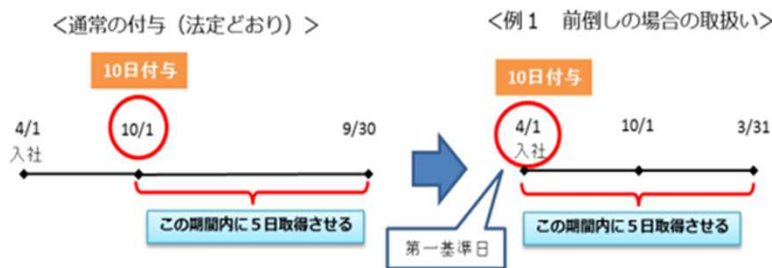 ＜通常の付与（法定どおり）＞
10日付与
4/1
入社
10/1
9/30
この期間内に５日取得させる
＜例１　前倒しの場合の取扱い＞
10日付与
4/1
入社
10/1
3/31
この期間内に５日取得させる
第一基準日